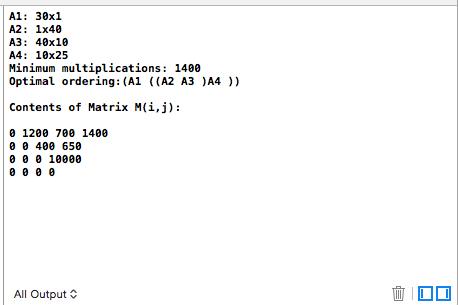 A1: 30x1
A2: 1x40
A3: 40x10
A4: 10x25
Minimum multiplications: 1400
Optimal ordering:(A1 ((A2 A3 )A4 ))
Contents of Matrix M(i,j):
0 1200 700 1400
0 0 400 650
0 0 0 10000
0 0 0 0
All Output